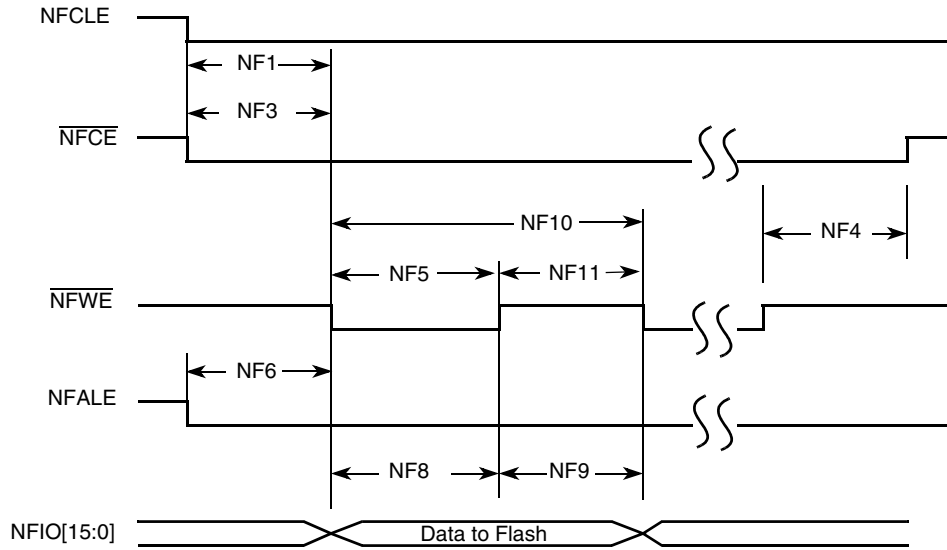 NFCLE
NF1
NF3
NFCE
NF10
NF4
NF5
NF11
NFWE
NF6
NFALE
NF8
NF9
NFIO[15:0]
Data to Flash